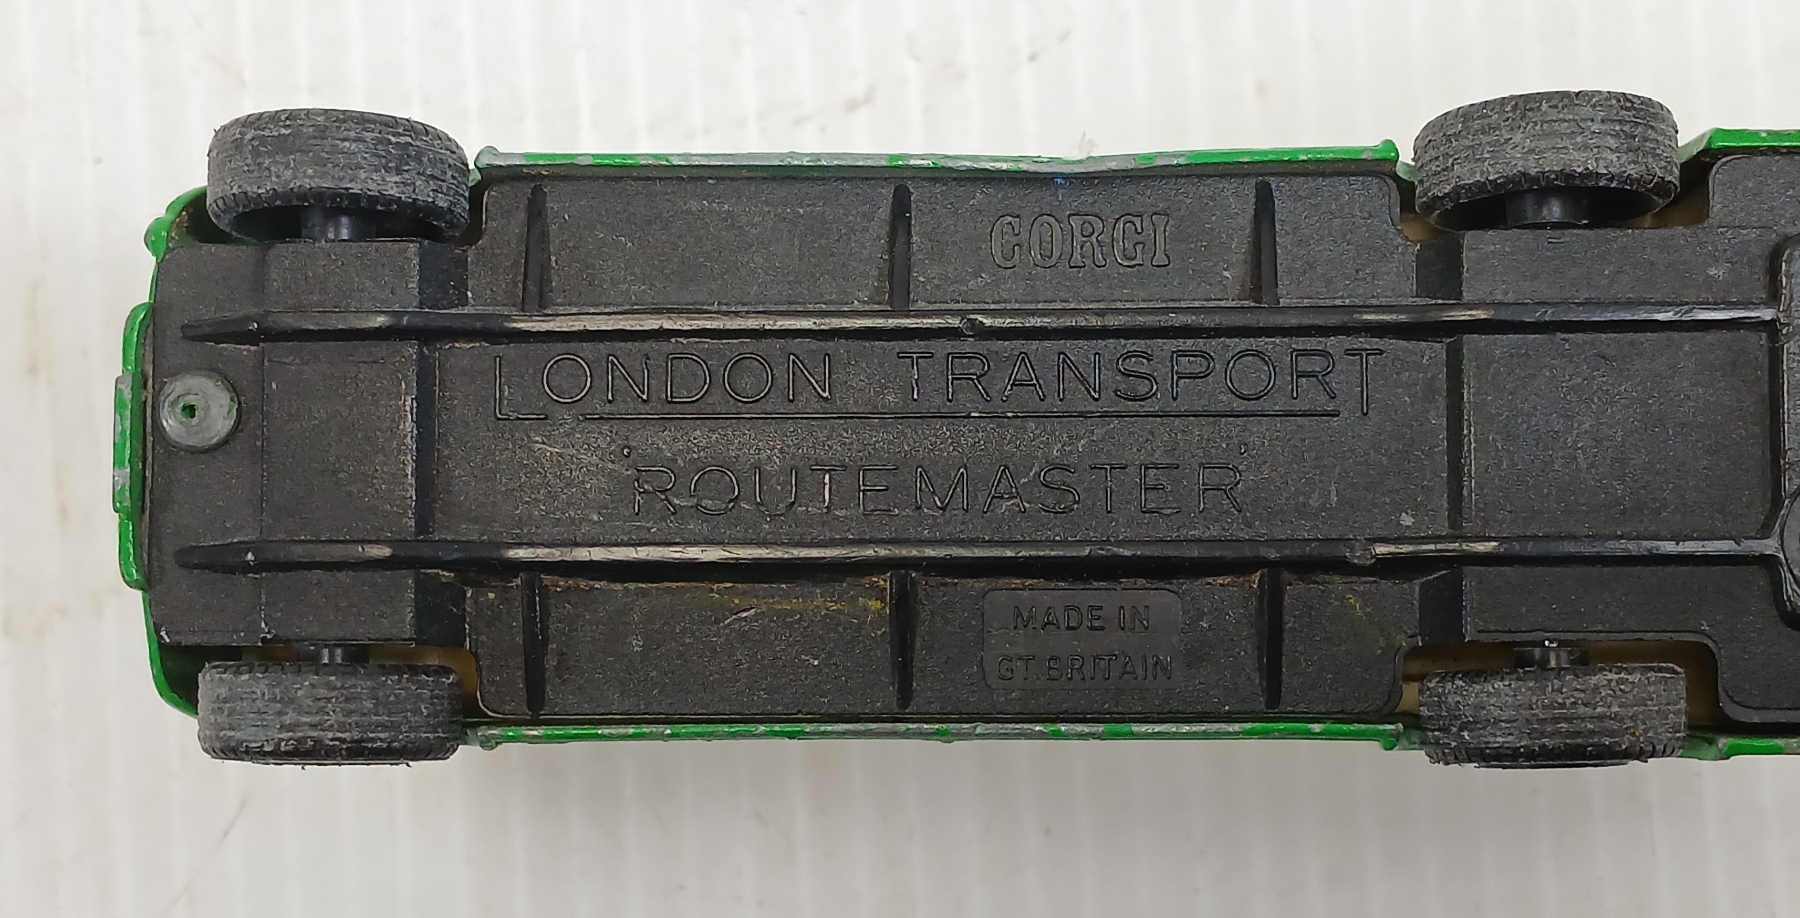 CORGI
LONDON TRANSPORT
ROUTEMASTER
MADE IN
GT. BRITAIN